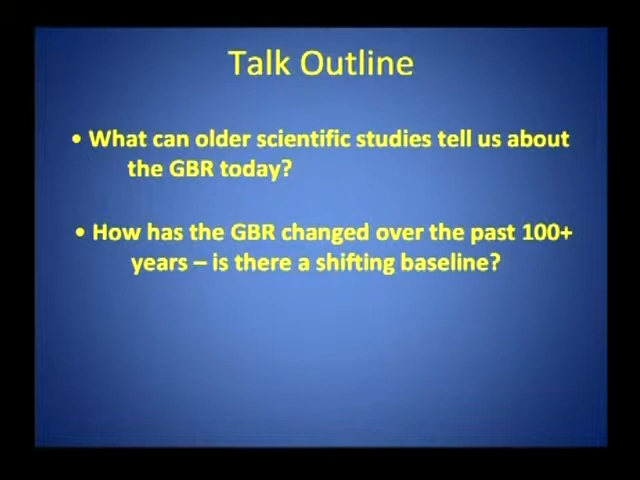 Talk Outline
• What can older scientific studies tell us about
the GBR today?
• How has the GBR changed over the past 100+
years – is there a shifting baseline?